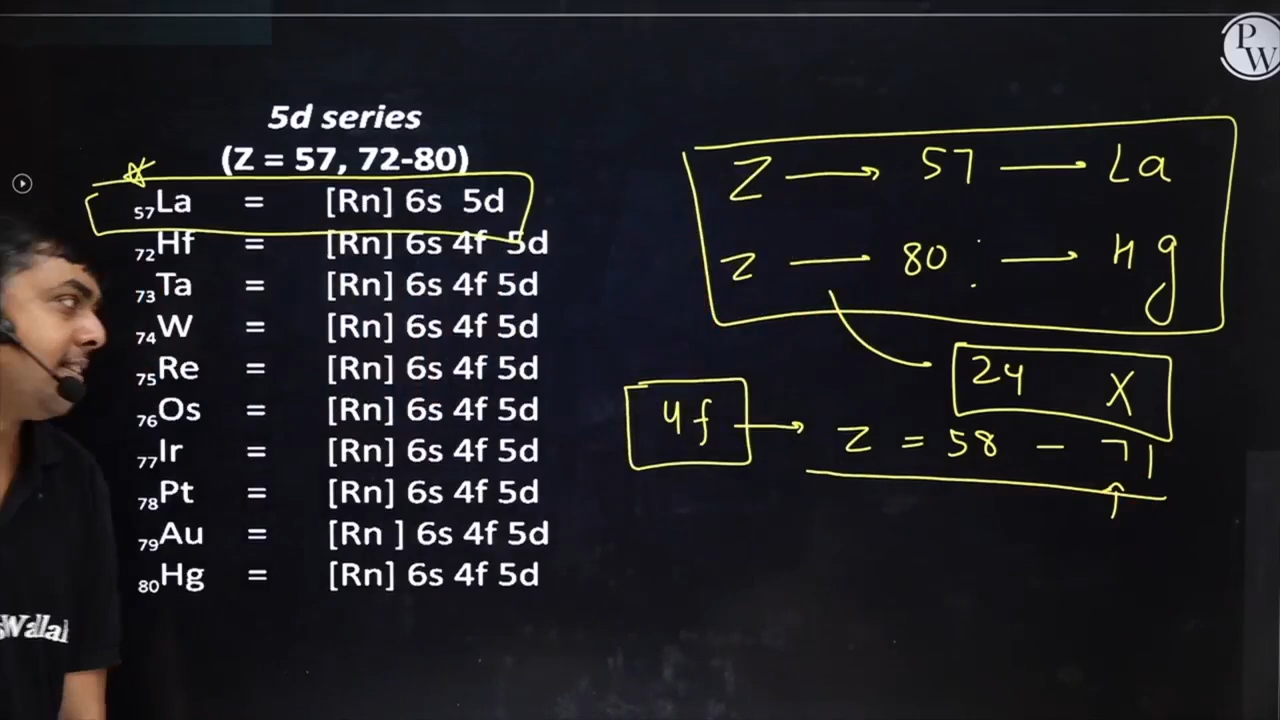 PW
5d series
(Z = 57, 72-80)
57La = [Rn] 6s 5d
72Hf = [Rn] 6s 4f 5d
73Ta = [Rn] 6s 4f 5d
74W = [Rn] 6s 4f 5d
75Re = [Rn] 6s 4f 5d
76Os = [Rn] 6s 4f 5d
77Ir = [Rn] 6s 4f 5d
78Pt = [Rn] 6s 4f 5d
79Au = [Rn ] 6s 4f 5d
80Hg = [Rn] 6s 4f 5d
Z → 57 → La
Z → 80 → Hg
24 X
4f → Z = 58 - 71
Wallah